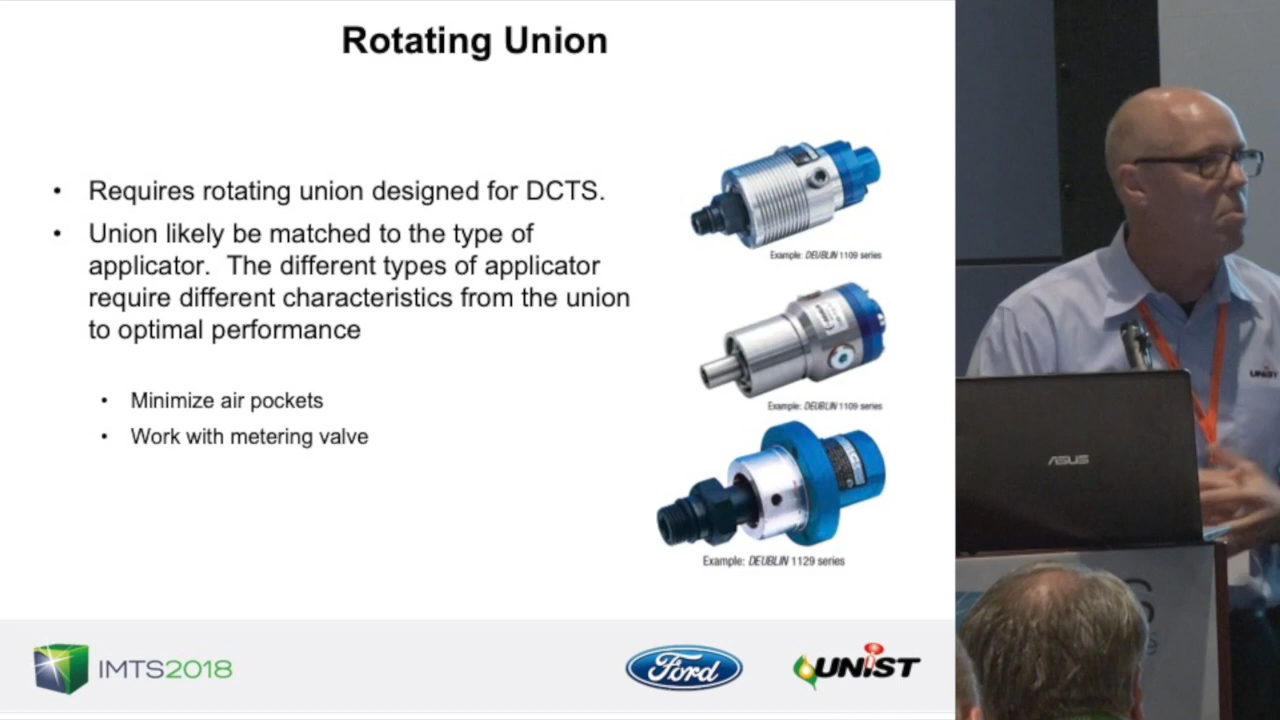 Rotating Union
• Requires rotating union designed for DCTS.
• Union likely be matched to the type of
applicator. The different types of applicator
require different characteristics from the union
to optimal performance
• Minimize air pockets
• Work with metering valve
Example: DEUBLIN 1109 series
Example: DEUBLIN 1109 series
Example: DEUBLIN 1129 series
IMTS2018
Ford
UNIST
UNIST
ASUS
S